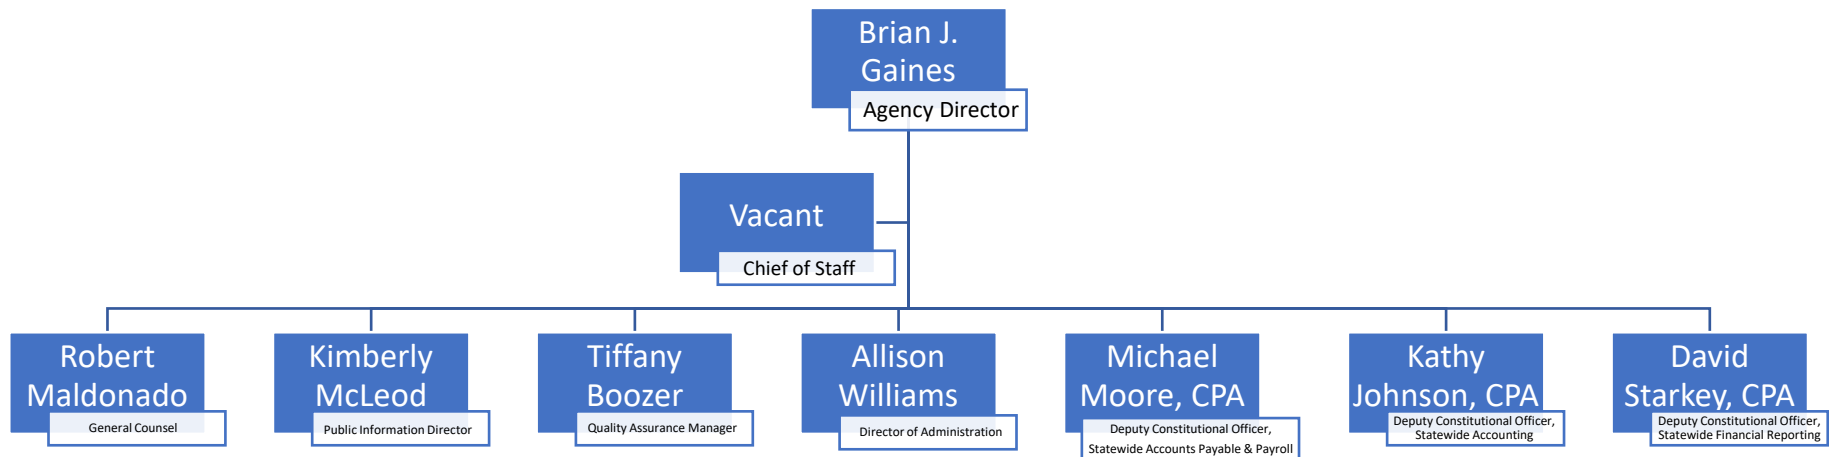 Brian J.
Gaines
Agency Director
Vacant
Chief of Staff
Robert
Maldonado
General Counsel
Kimberly
McLeod
Public Information Director
Tiffany
Boozer
Quality Assurance Manager
Allison
Williams
Director of Administration
Michael
Moore, CPA
Deputy Constitutional Officer,
Statewide Accounts Payable & Payroll
Kathy
Johnson, CPA
Deputy Constitutional Officer,
Statewide Accounting
David
Starkey, CPA
Deputy Constitutional Officer,
Statewide Financial Reporting